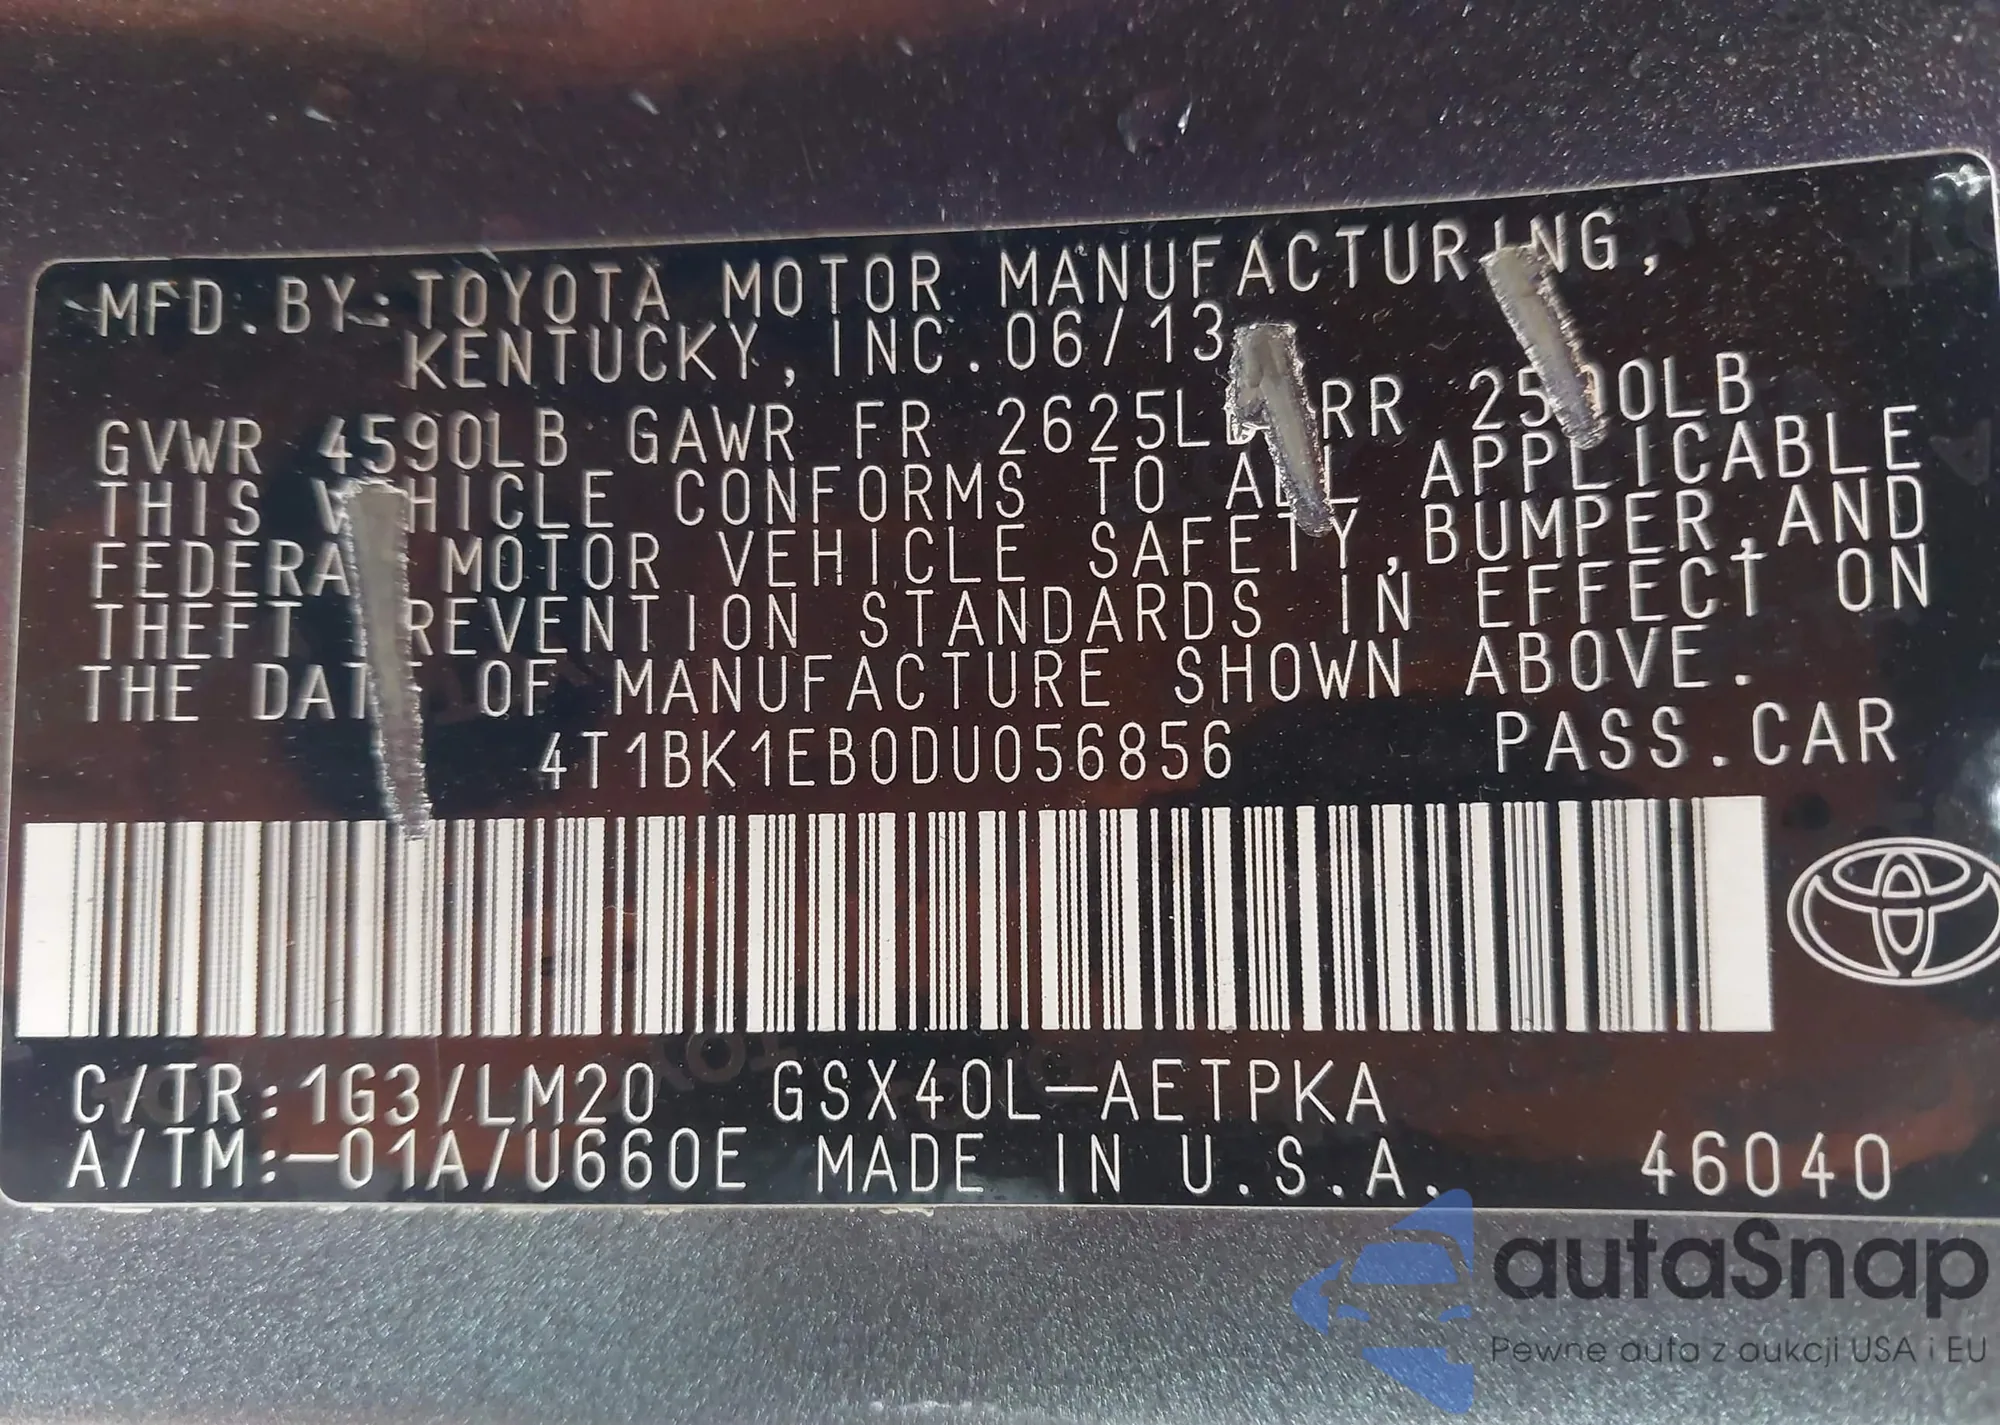 MFD.BY:TOYOTA MOTOR MANUFACTURING,
KENTUCKY, INC.06/13
GVWR 4590LB GAWR FR 2625LB RR 2500LB
THIS VEHICLE CONFORMS TO ALL APPLICABLE
FEDERAL MOTOR VEHICLE SAFETY,BUMPER,AND
THEFT PREVENTION STANDARDS IN EFFECT ON
THE DATE OF MANUFACTURE SHOWN ABOVE.
4T1BK1EB0DU056856 PASS.CAR
C/TR:1G3/LM20 GSX40L-AETPKA
A/TM:-01A/U660E MADE IN U.S.A. 46040
autaSnap
Pewne auta z aukcji USA i EU